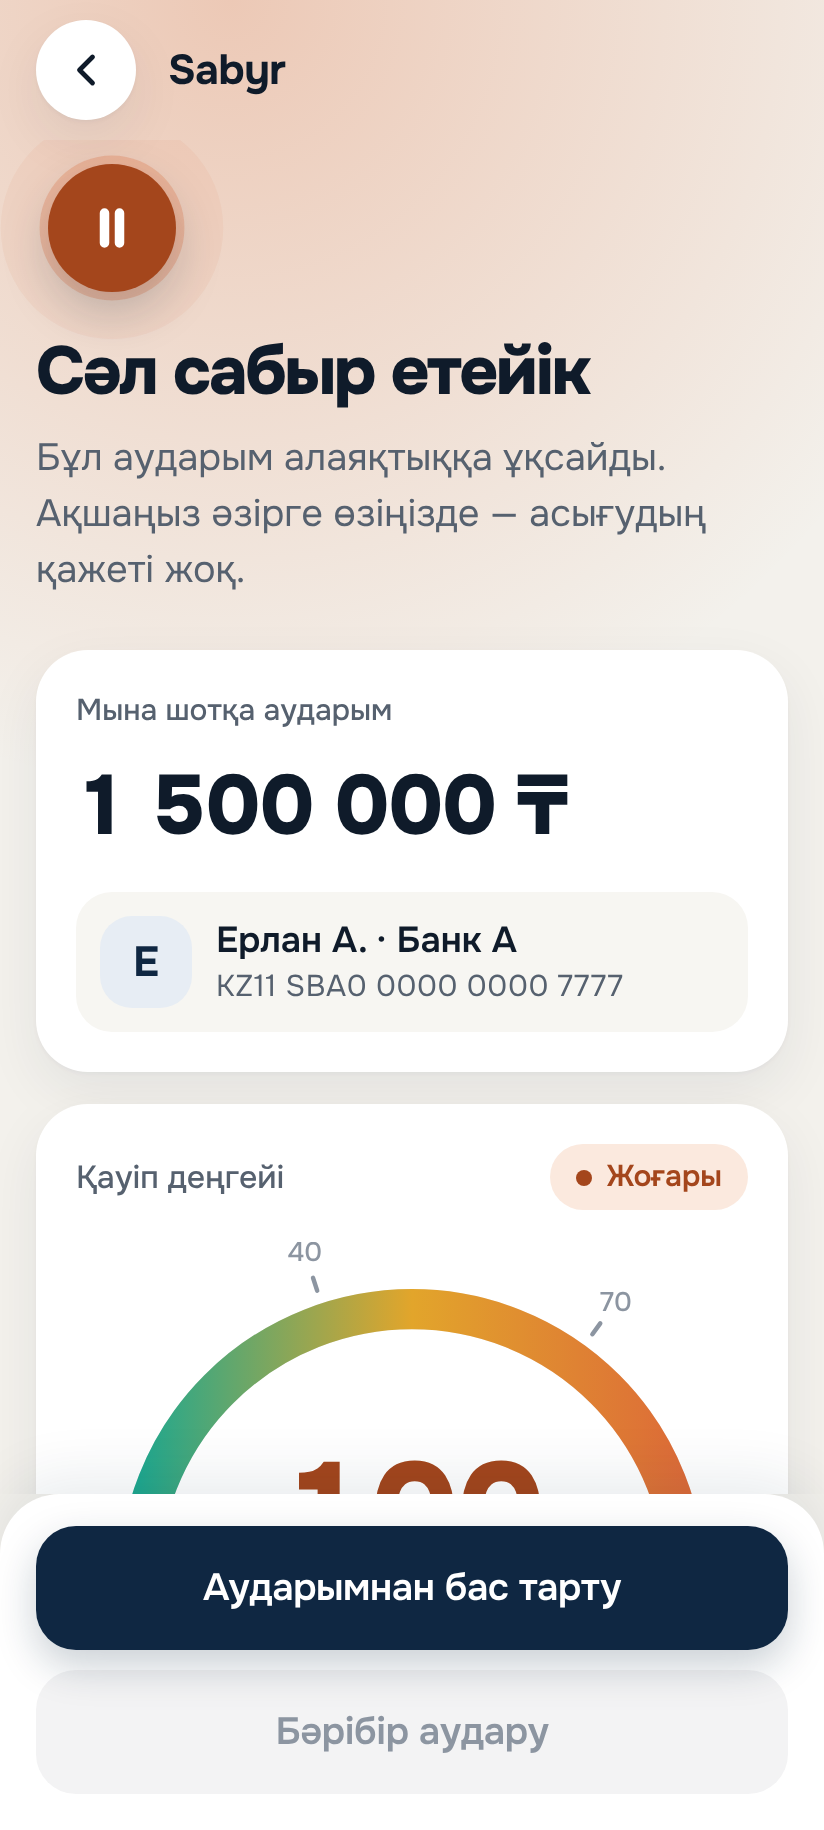 Sabyr
Сәл сабыр етейік
Бұл аударым алаяқтыққа ұқсайды.
Ақшаңыз әзірге өзіңізде — асығудың
қажеті жоқ.
Мына шотқа аударым
1 500 000 ₸
Е
Ерлан А. · Банк А
KZ11 SBA0 0000 0000 7777
Қауіп деңгейі
Жоғары
40
70
100
Аударымнан бас тарту
Бәрібір аудару